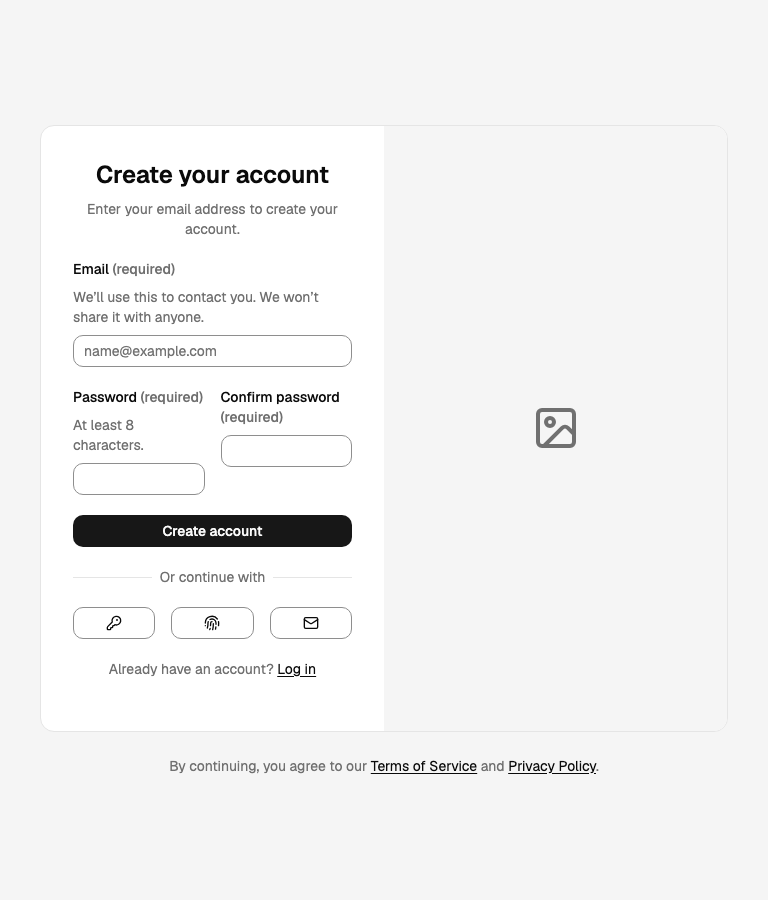 Create your account
Enter your email address to create your
account.
Email (required)
We’ll use this to contact you. We won’t
share it with anyone.
name@example.com
Password (required)
At least 8
characters.
Confirm password
(required)
Create account
Or continue with
Already have an account? Log in
By continuing, you agree to our Terms of Service and Privacy Policy.